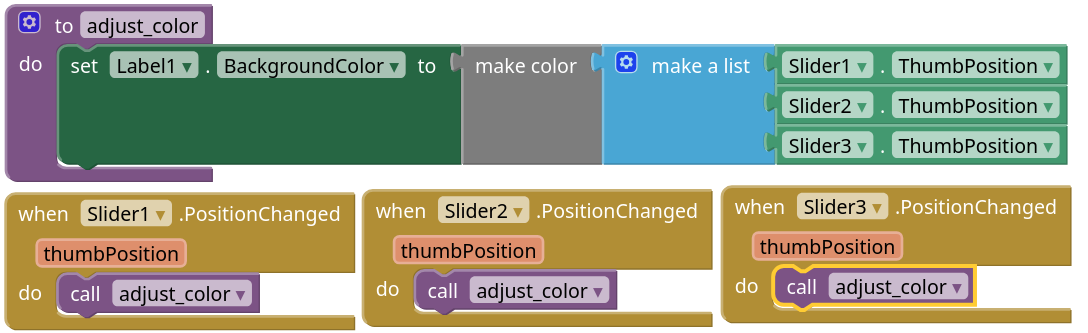 to adjust_color
do set Label1 . BackgroundColor to make color make a list Slider1 . ThumbPosition
Slider2 . ThumbPosition
Slider3 . ThumbPosition
when Slider1 .PositionChanged
thumbPosition
do call adjust_color
when Slider2 .PositionChanged
thumbPosition
do call adjust_color
when Slider3 .PositionChanged
thumbPosition
do call adjust_color